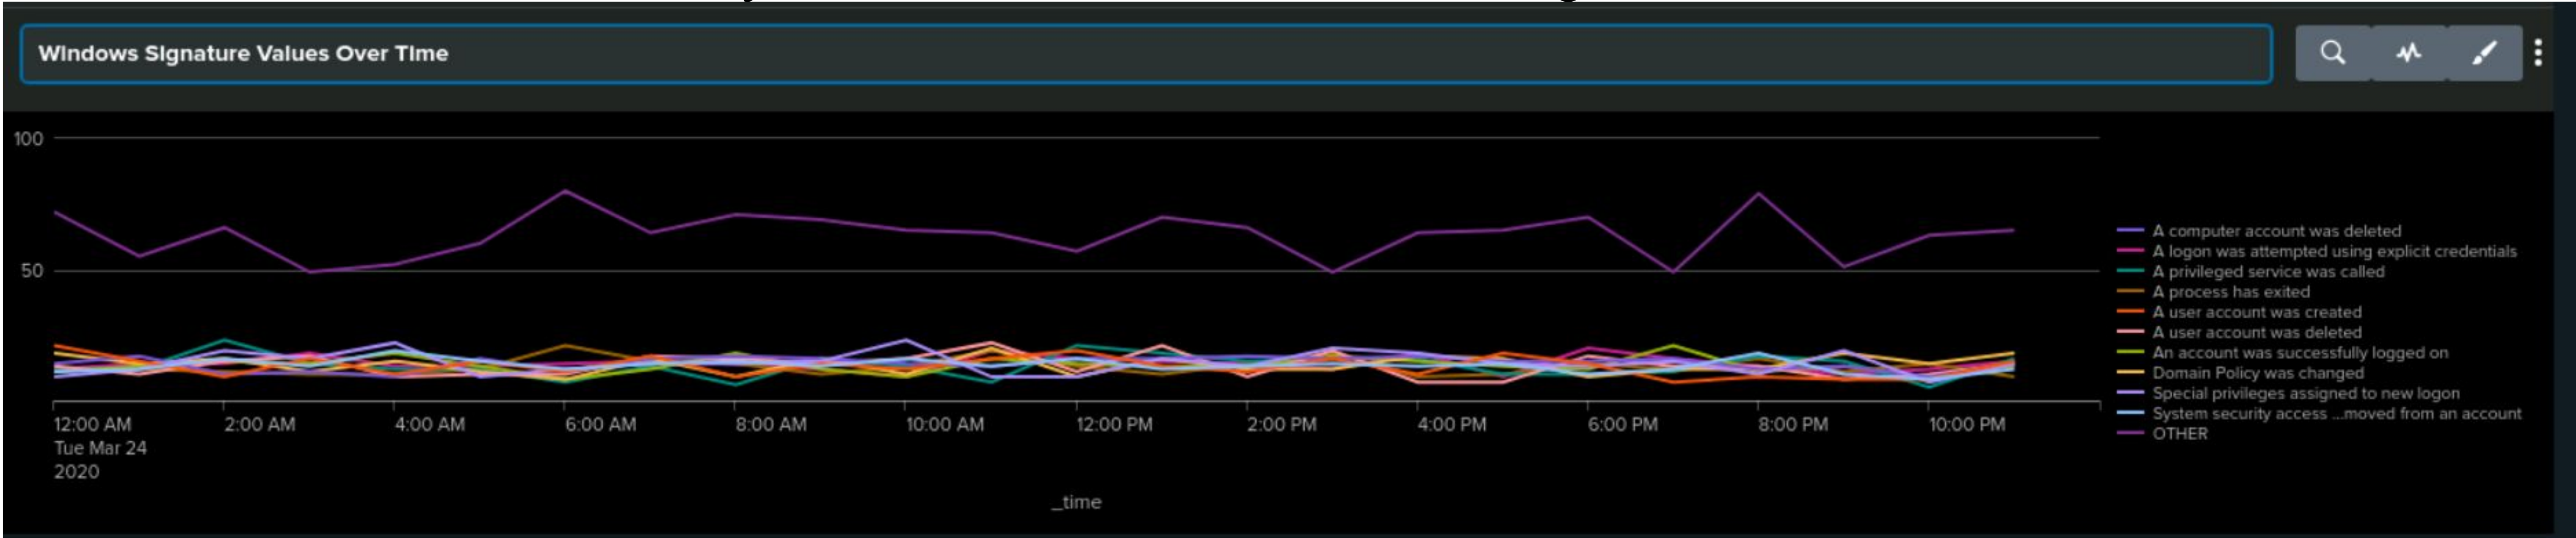 Windows Signature Values Over Time
100
50
12:00 AM 2:00 AM 4:00 AM 6:00 AM 8:00 AM 10:00 AM 12:00 PM 2:00 PM 4:00 PM 6:00 PM 8:00 PM 10:00 PM
Tue Mar 24
2020
_time
A computer account was deleted
A logon was attempted using explicit credentials
A privileged service was called
A process has exited
A user account was created
A user account was deleted
An account was successfully logged on
Domain Policy was changed
Special privileges assigned to new logon
System security access ...moved from an account
OTHER